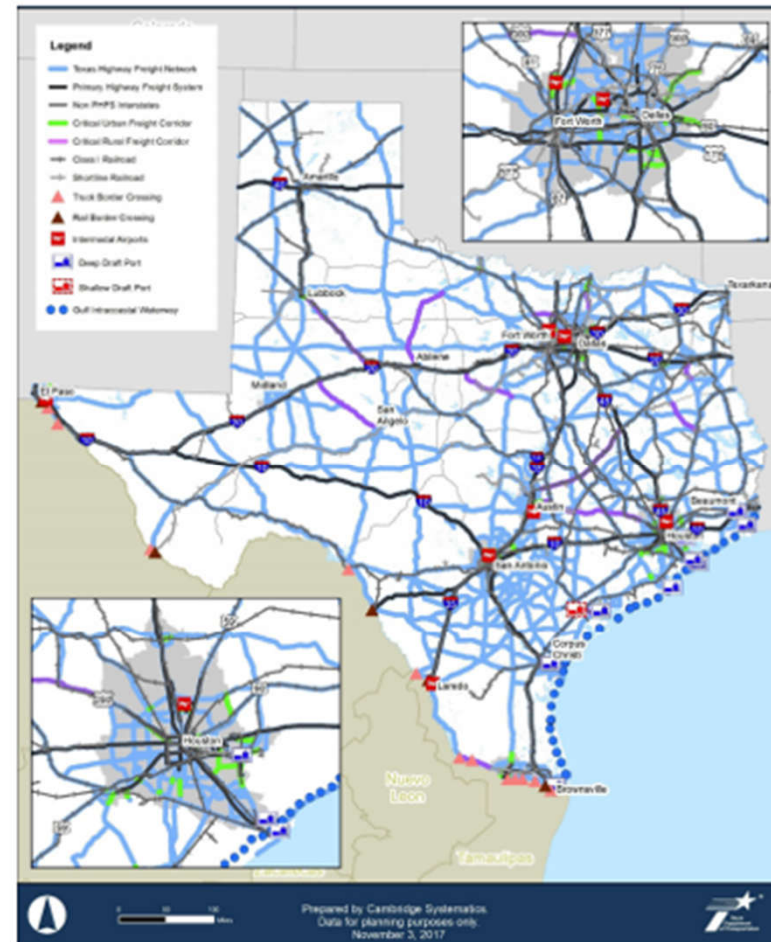 Legend
Texas Highway Freight Network
Primary Highway Freight System
Non PHFS Interstates
Critical Urban Freight Corridor
Critical Rural Freight Corridor
Class I Railroad
Shortline Railroad
Truck Border Crossing
Rail Border Crossing
Intermodal Airports
Deep Draft Port
Shallow Draft Port
Gulf Intracoastal Waterway
Fort Worth
Dallas
Amarillo
Lubbock
Texarkana
Fort Worth
Dallas
Abilene
Midland
El Paso
San
Angelo
Austin
Beaumont
Houston
San Antonio
Corpus
Christi
Laredo
Brownsville
Nuevo
Leon
Tamaulipas
Houston
Prepared by Cambridge Systematics.
Data for planning purposes only.
November 3, 2017
Miles